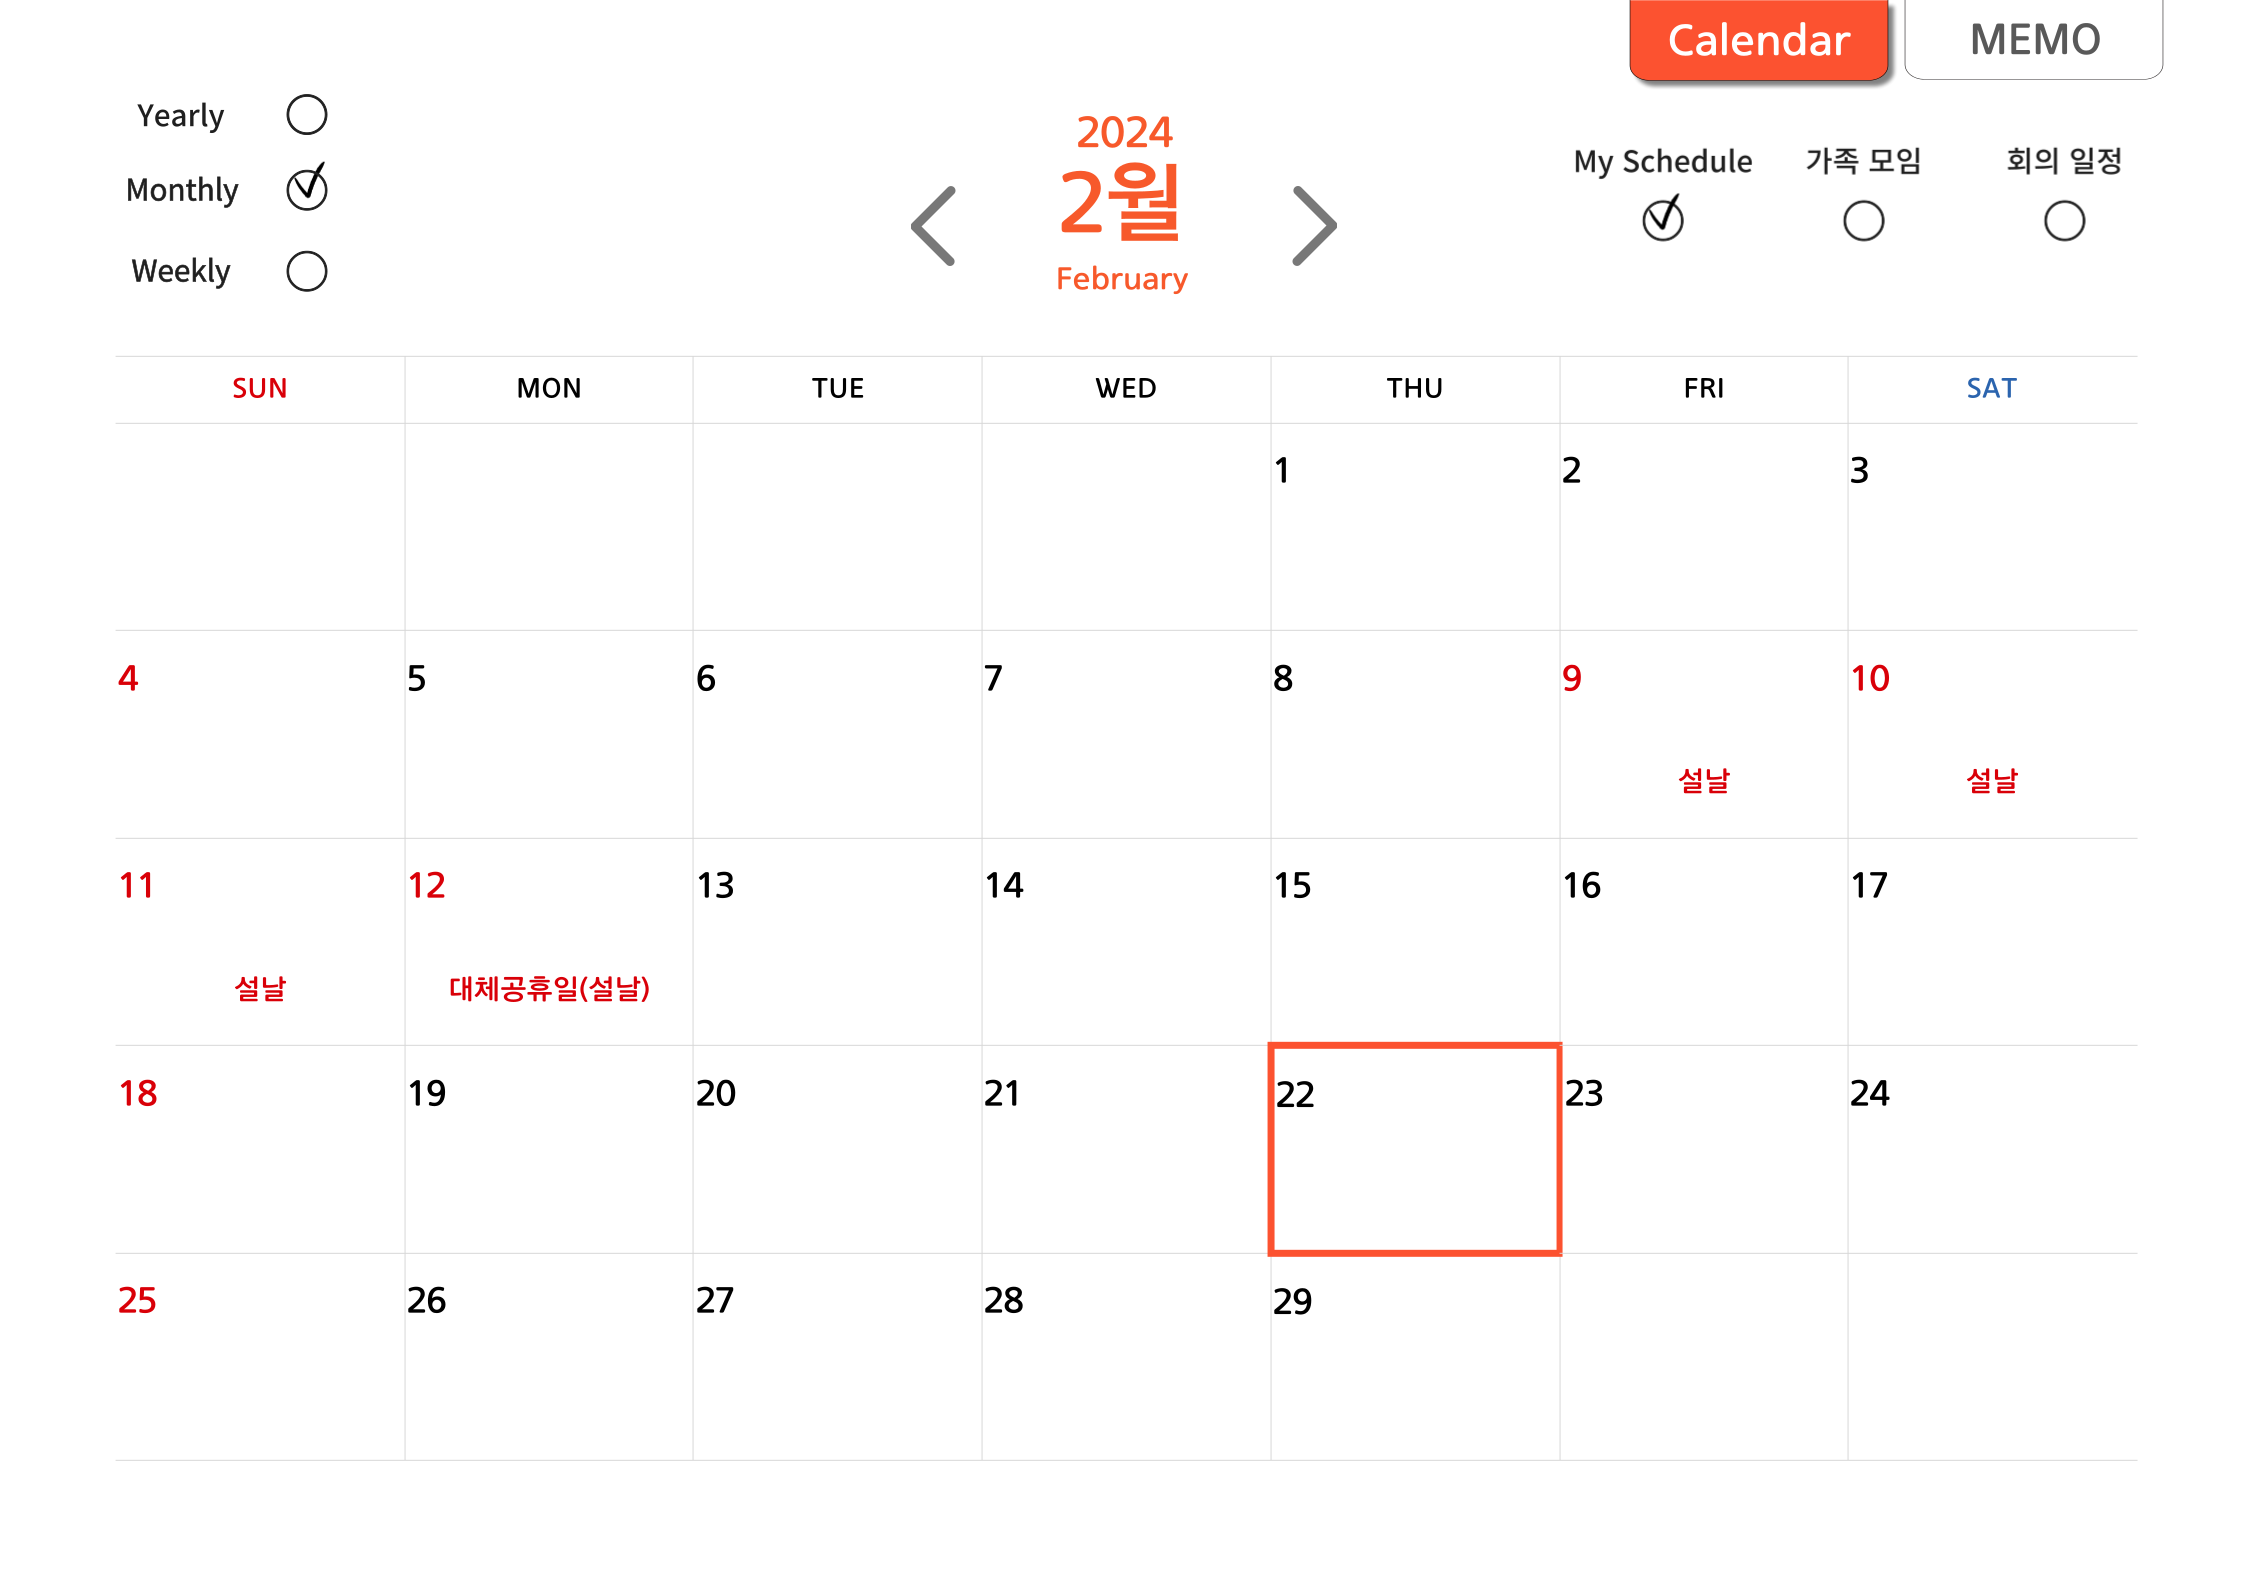 Calendar MEMO
Yearly
Monthly
Weekly
2024
2월
February
My Schedule 가족 모임 회의 일정
SUN MON TUE WED THU FRI SAT
1 2 3
4 5 6 7 8 9 10
설날 설날
11 12 13 14 15 16 17
설날 대체공휴일(설날)
18 19 20 21 22 23 24
25 26 27 28 29